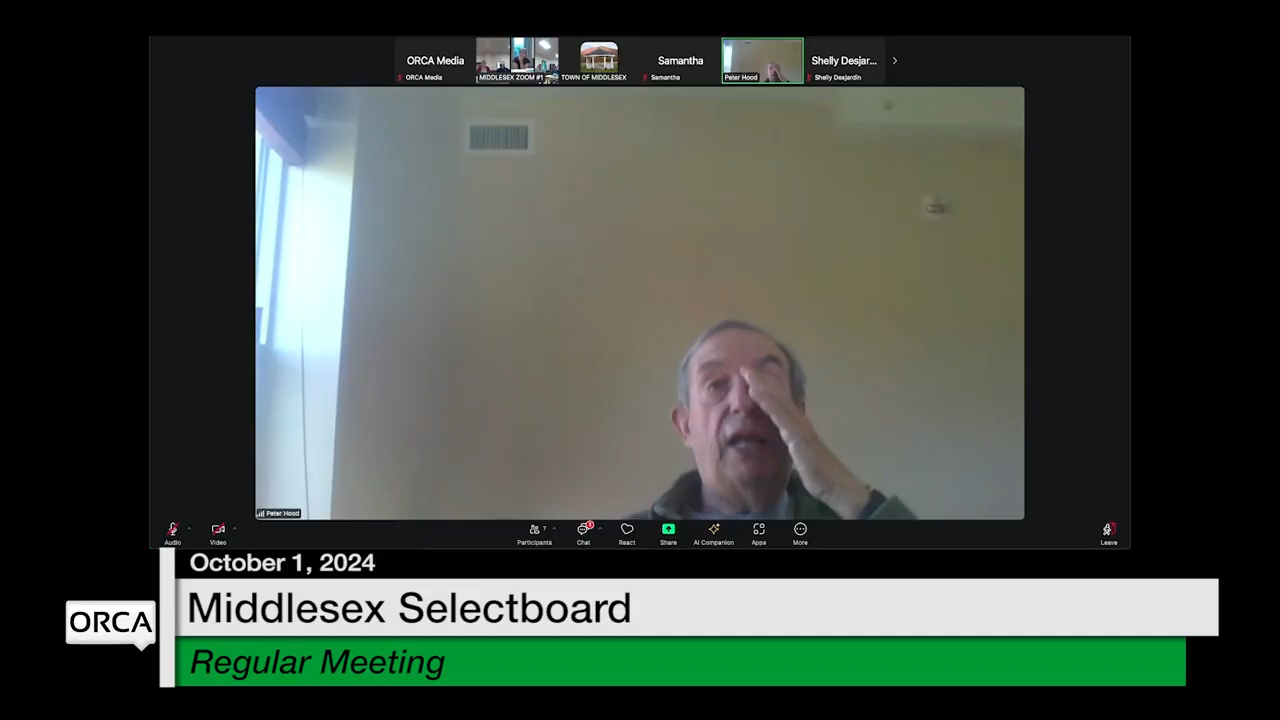 ORCA Media
Samantha
Shelly Desjar...
ORCA Media
MIDDLESEX ZOOM #1
TOWN OF MIDDLESEX
Samantha
Peter Hood
Shelly Desjardin
Peter Hood
Audio
Video
Participants
7
Chat
1
React
Share
AI Companion
Apps
More
Leave
October 1, 2024
Middlesex Selectboard
ORCA
Regular Meeting